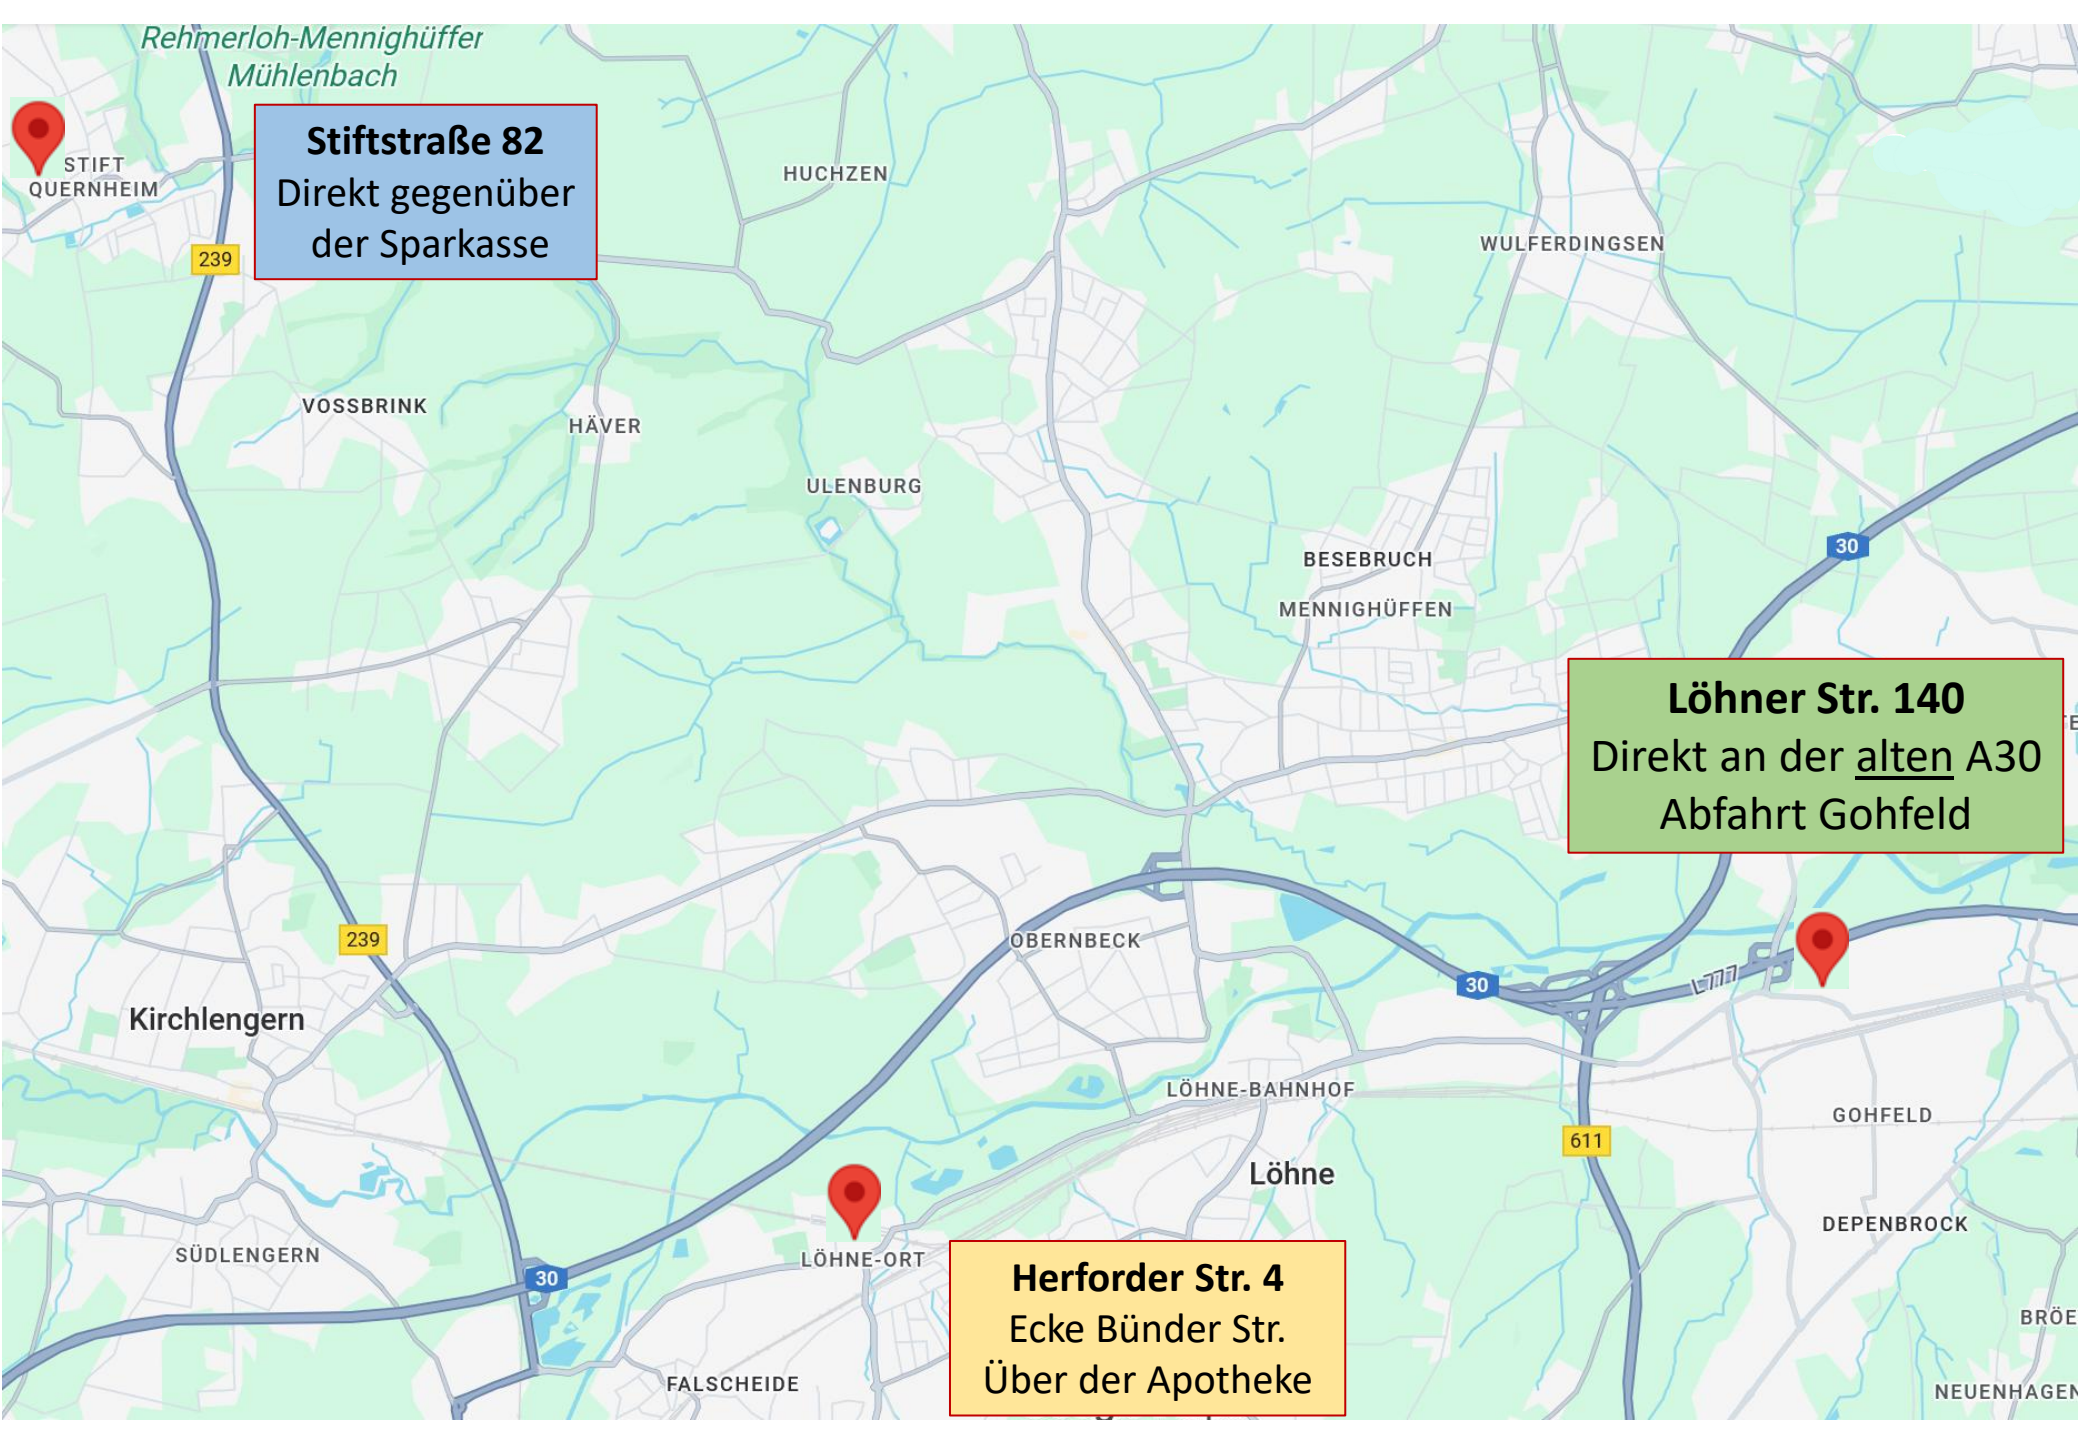 Rehmerloh-Mennighüffer
Mühlenbach
Stiftstraße 82
Direkt gegenüber
der Sparkasse
STIFT
QUERNHEIM
HUCHZEN
WULFERDINGSEN
239
VOSSBRINK
HÄVER
ULENBURG
BESEBRUCH
30
MENNIGHÜFFEN
Löhner Str. 140
Direkt an der alten A30
Abfahrt Gohfeld
239
OBERNBECK
L777
30
Kirchlengern
LÖHNE-BAHNHOF
GOHFELD
611
Löhne
DEPENBROCK
SÜDLENGERN
LÖHNE-ORT
30
Herforder Str. 4
Ecke Bünder Str.
Über der Apotheke
BRÖE
FALSCHEIDE
NEUENHAGEN